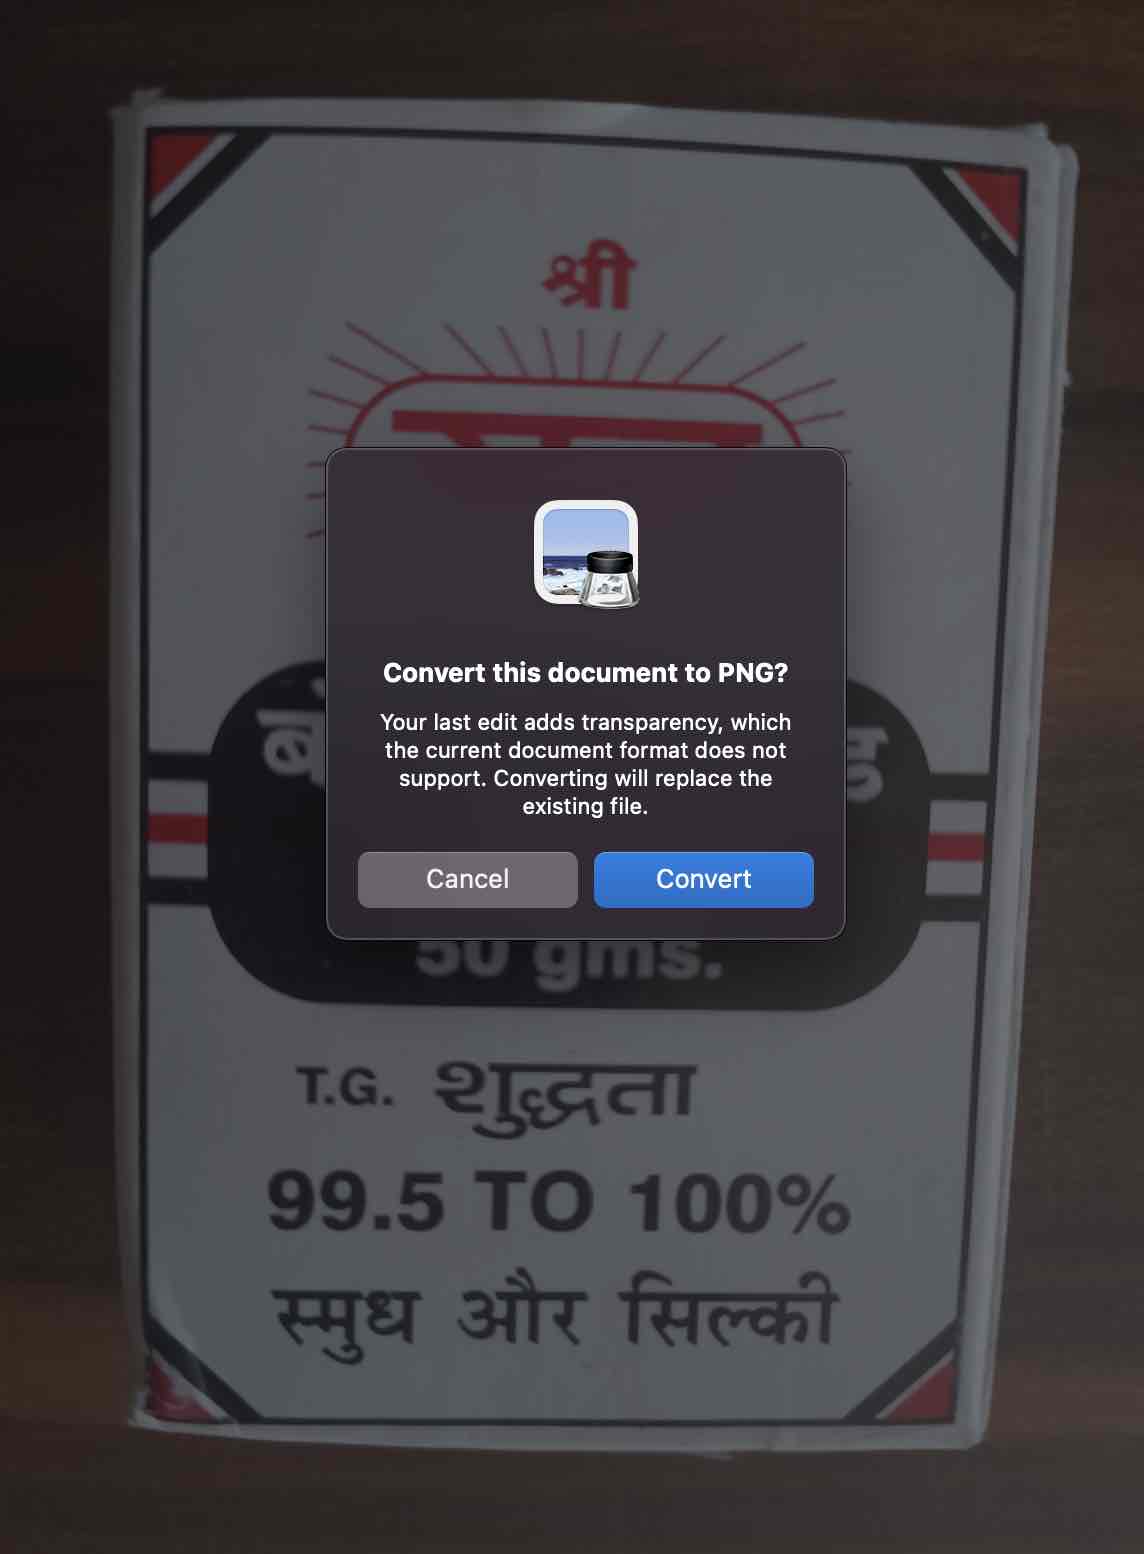 श्री
Convert this document to PNG?
Your last edit adds transparency, which
the current document format does not
support. Converting will replace the
existing file.
Cancel
Convert
50 gms.
T.G. शुद्धता
99.5 TO 100%
स्मुध और सिल्की